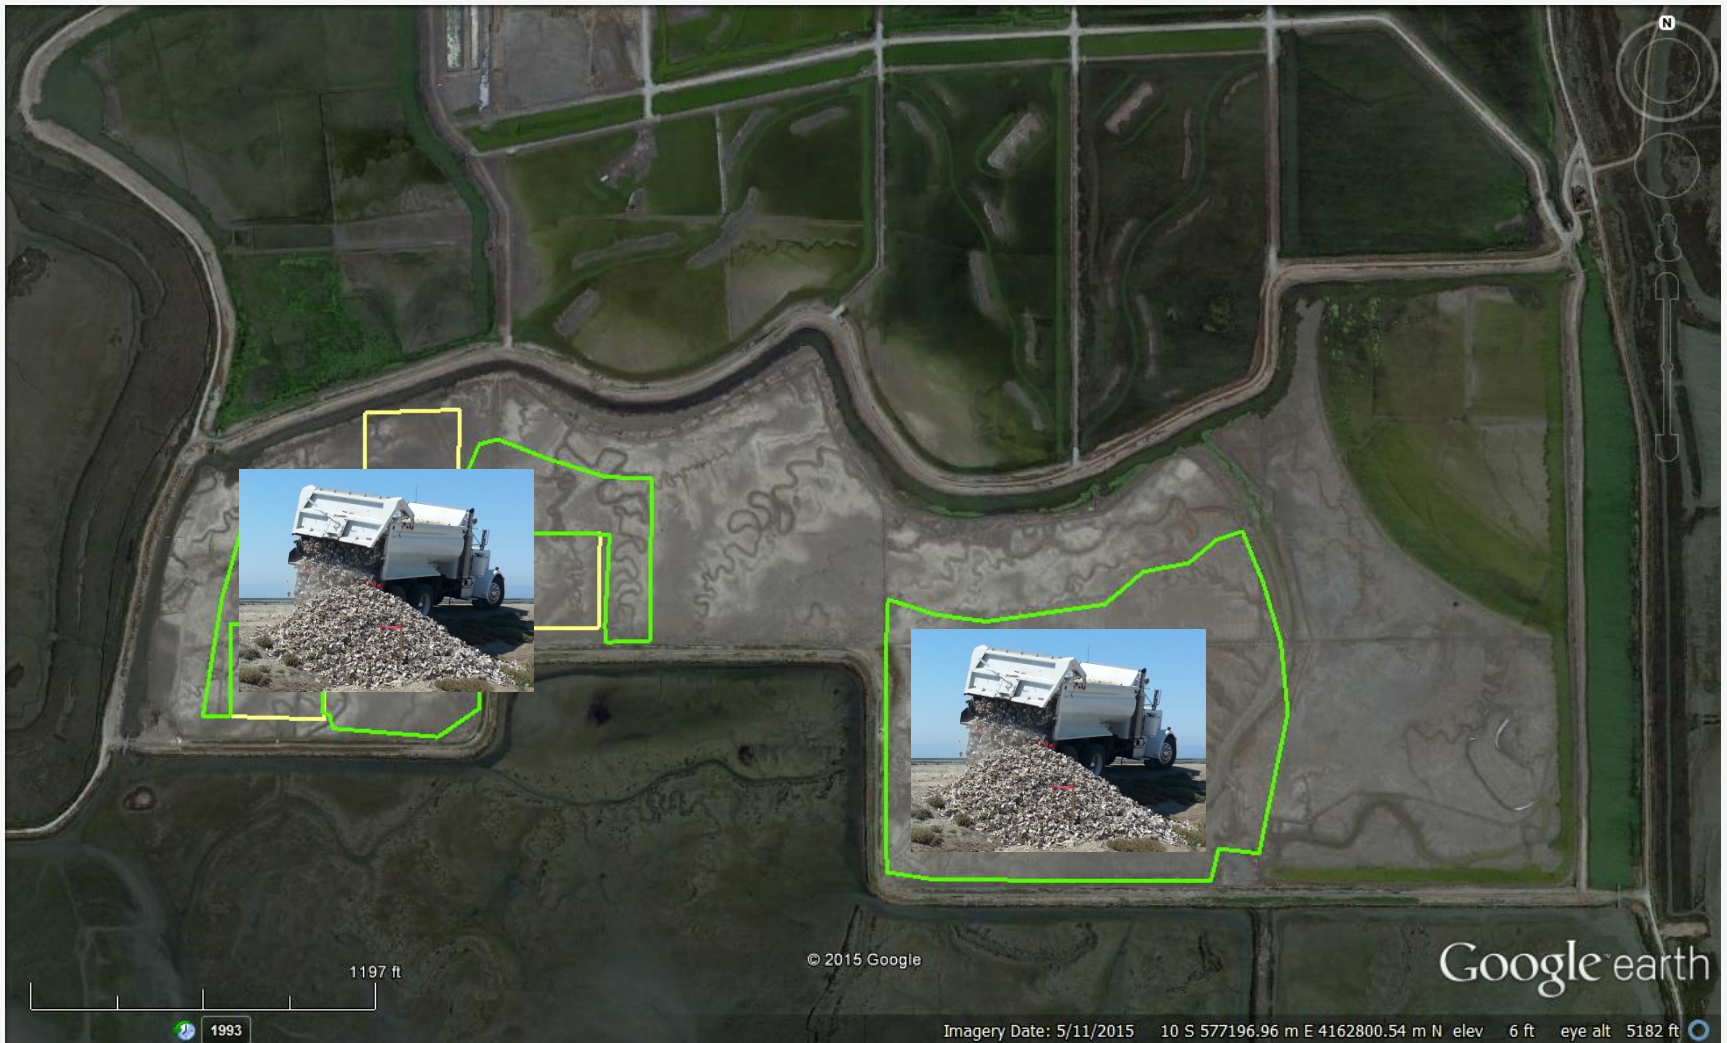 N
1197 ft
© 2015 Google
Google earth
1993
Imagery Date: 5/11/2015 10 S 577196.96 m E 4162800.54 m N elev 6 ft eye alt 5182 ft